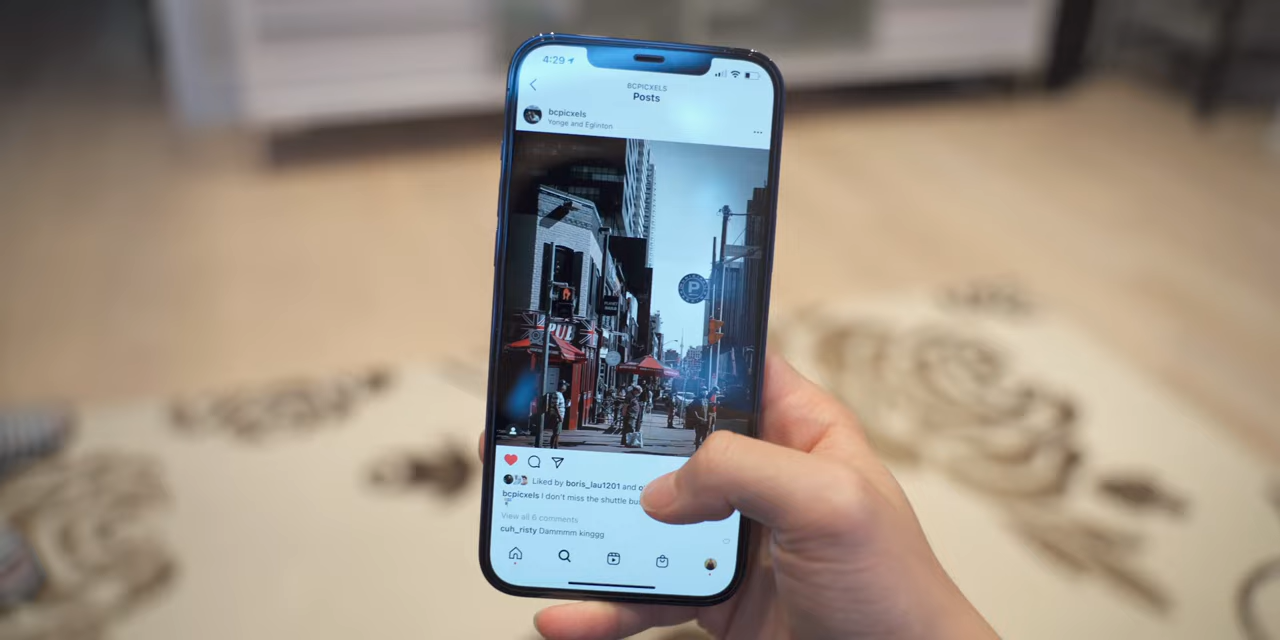 4:29
BCPICXELS
Posts
bcpicxels
Yonge and Eglinton
P
PUB
Liked by boris_lau1201 and
bcpicxels I don't miss the shuttle
View all 6 comments
cuh_risty Dammmm kinggg